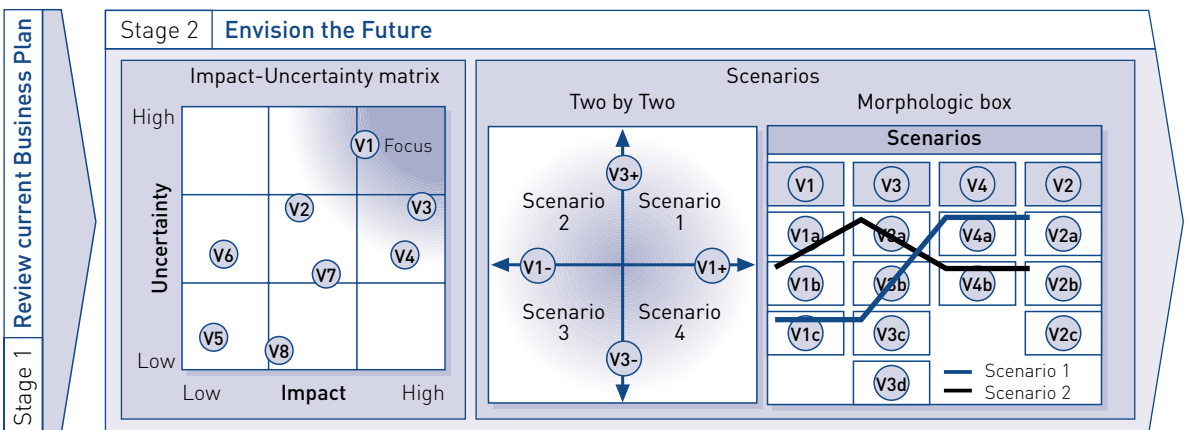 Stage 1
Review current Business Plan
Stage 2
Envision the Future
Impact-Uncertainty matrix
High
Uncertainty
Low
V1
Focus
V2
V3
V6
V4
V7
V5
V8
Low
Impact
High
Scenarios
Two by Two
V3+
Scenario
2
Scenario
1
V1-
V1+
Scenario
3
Scenario
4
V3-
Morphologic box
Scenarios
V1 V3 V4 V2
V1a V3a V4a V2a
V1b V3b V4b V2b
V1c V3c V2c
V3d
Scenario 1
Scenario 2